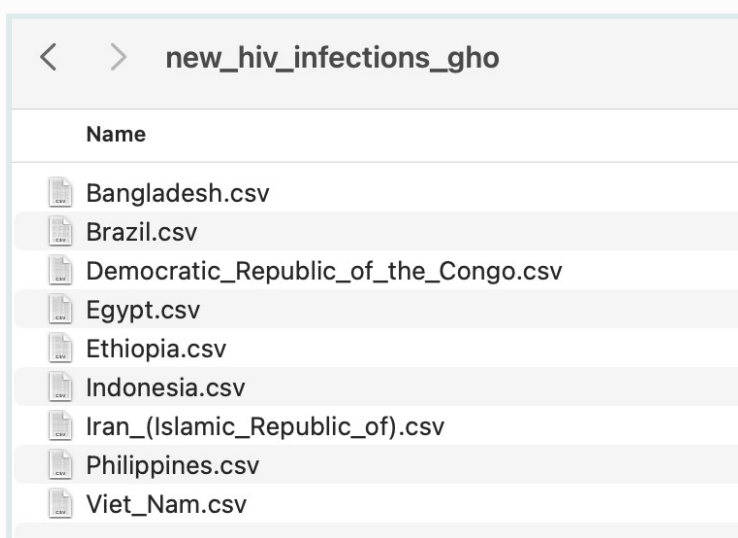 new_hiv_infections_gho
Name
Bangladesh.csv
Brazil.csv
Democratic_Republic_of_the_Congo.csv
Egypt.csv
Ethiopia.csv
Indonesia.csv
Iran_(Islamic_Republic_of).csv
Philippines.csv
Viet_Nam.csv